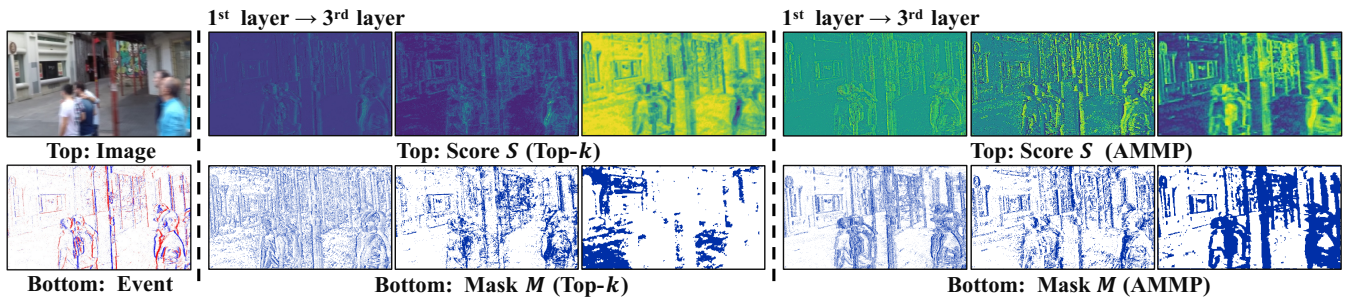 1st layer → 3rd layer
1st layer → 3rd layer
Top: Image
Top: Score S (Top-k)
Top: Score S (AMMP)
Bottom: Event
Bottom: Mask M (Top-k)
Bottom: Mask M (AMMP)